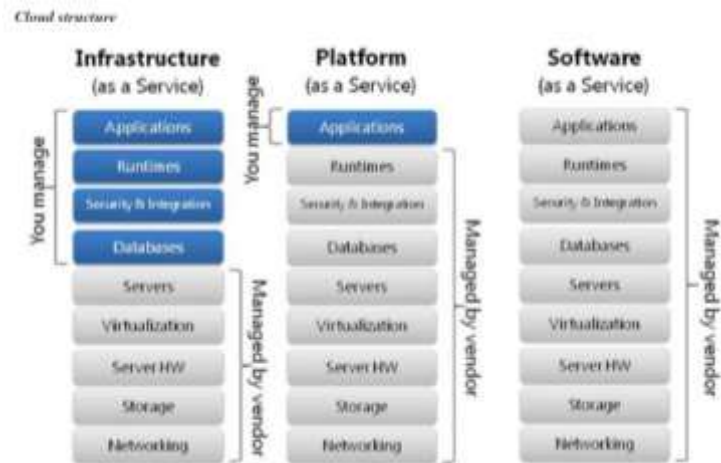 Cloud structure
Infrastructure
(as a Service)
You manage
Applications
Runtimes
Security & Integration
Databases
Servers
Virtualization
Server HW
Storage
Networking
Managed by vendor
Platform
(as a Service)
You manage
Applications
Runtimes
Security & Integration
Databases
Servers
Virtualization
Server HW
Storage
Networking
Managed by vendor
Software
(as a Service)
Applications
Runtimes
Security & Integration
Databases
Servers
Virtualization
Server HW
Storage
Networking
Managed by vendor